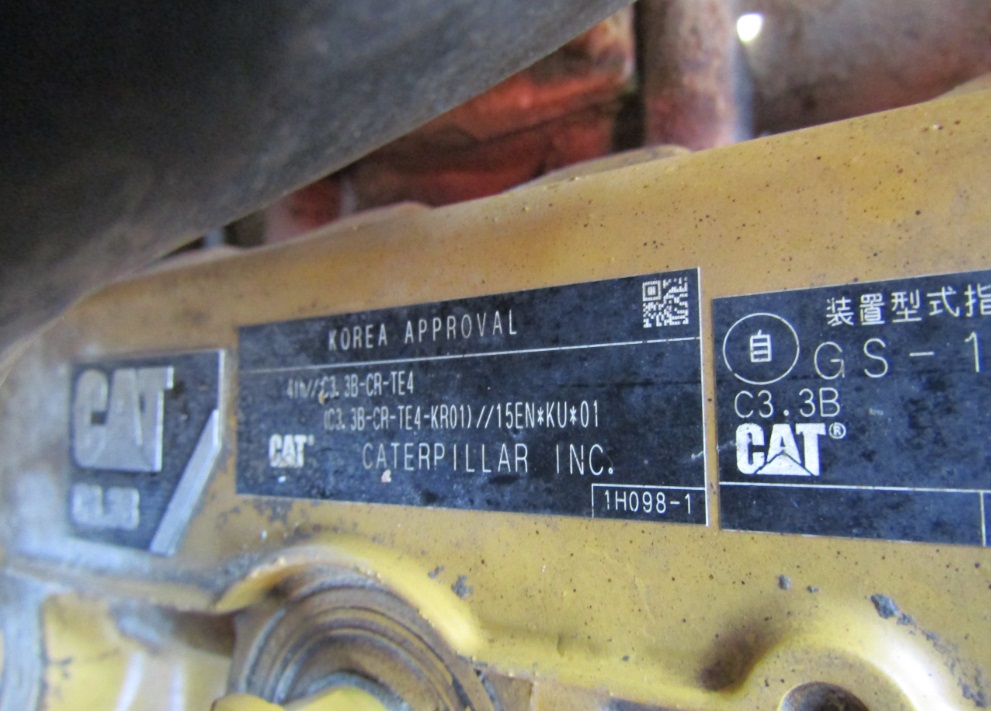 CAT
C3.3B
KOREA APPROVAL
4th//C3.3B-CR-TE4
(C3.3B-CR-TE4-KR01)//15EN*KU*01
CAT® CATERPILLAR INC.
1H098-1
装置型式指
自 GS-1
C3.3B
CAT®